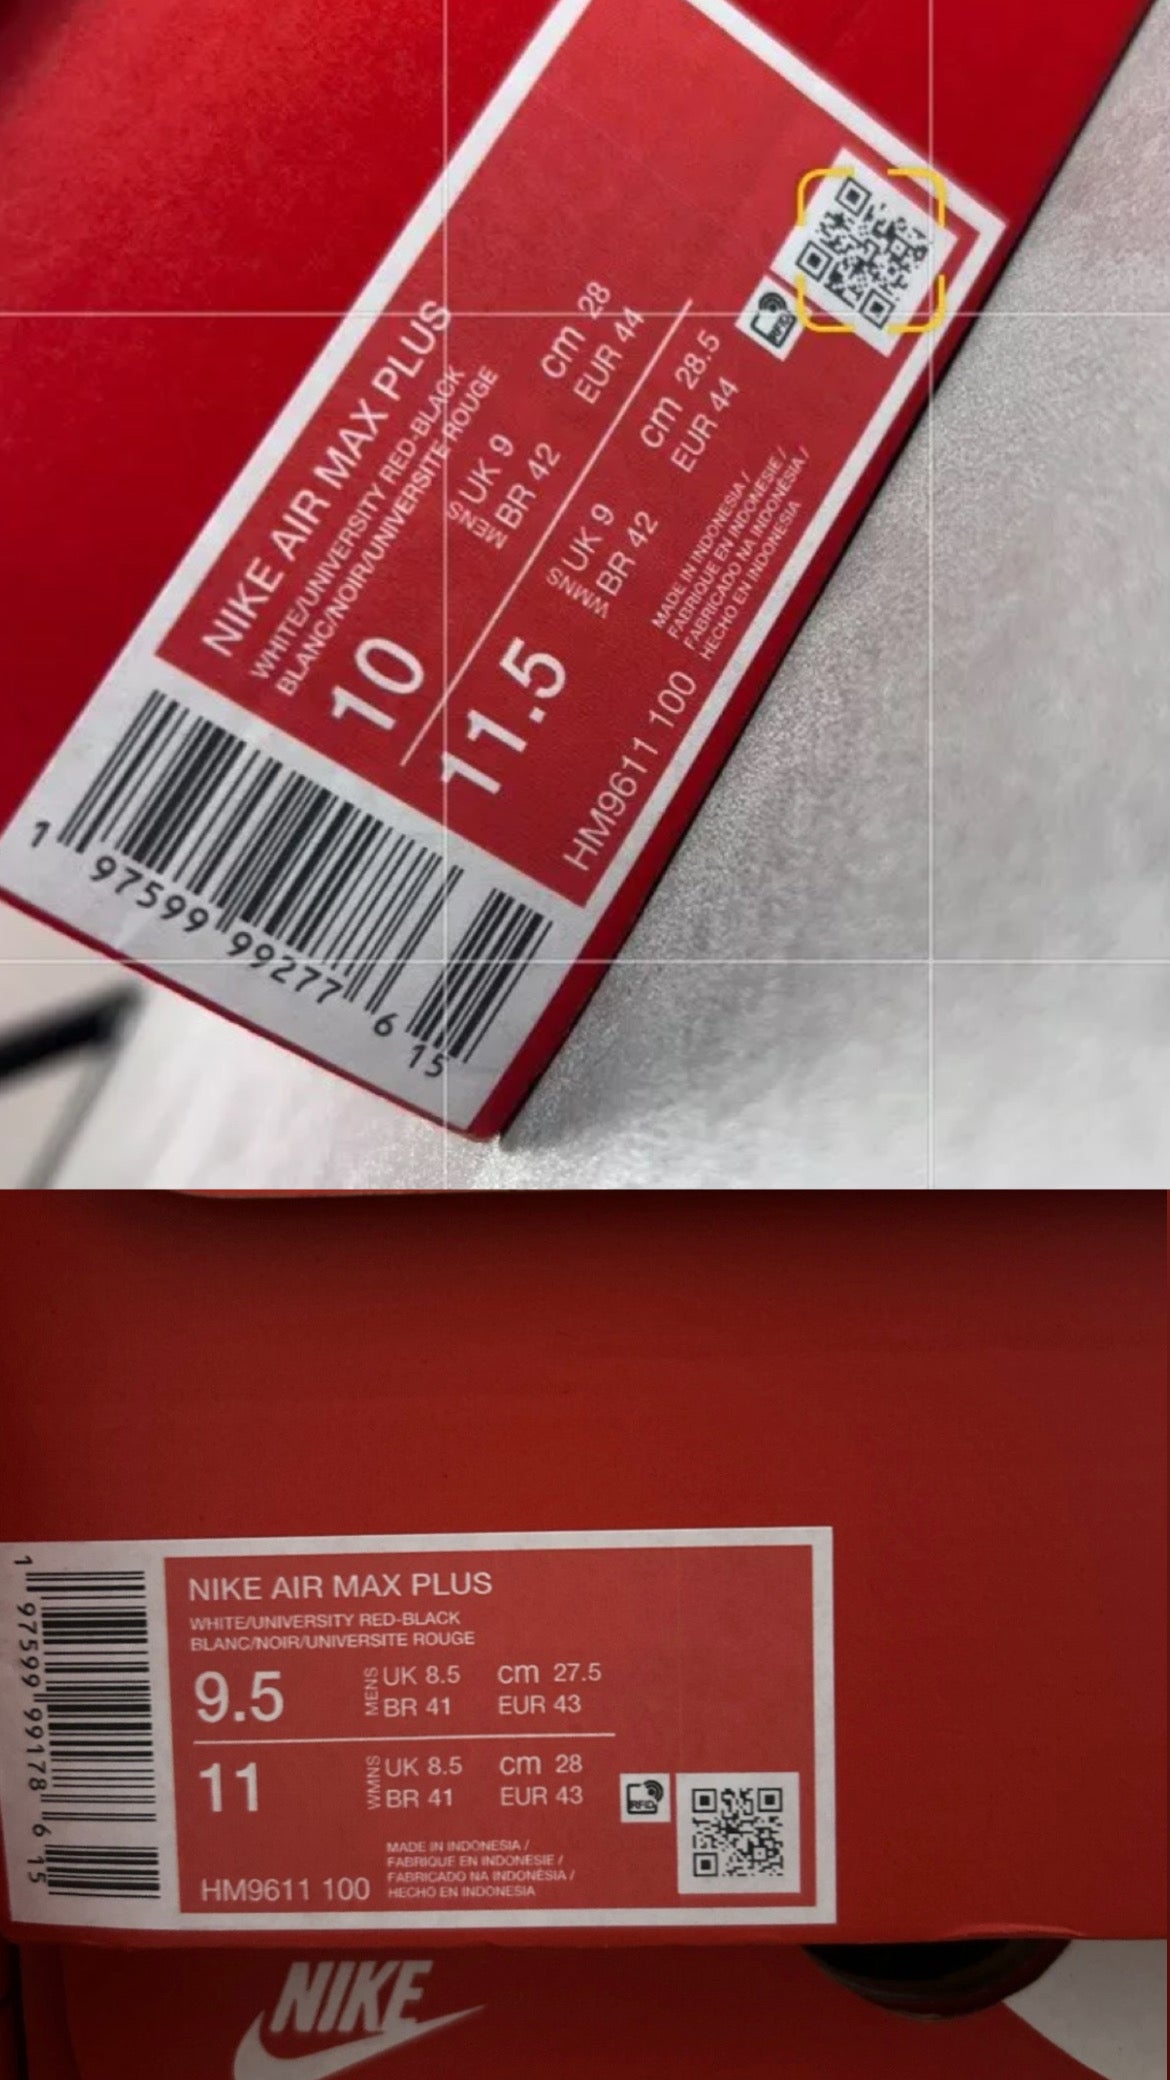 NIKE AIR MAX PLUS
WHITE/UNIVERSITY RED-BLACK
BLANC/NOIR/UNIVERSITE ROUGE
10 MENS UK 9 cm 28
BR 42 EUR 44
11.5 WMNS UK 9 cm 28.5
BR 42 EUR 44
RFID
MADE IN INDONESIA /
FABRIQUE EN INDONESIE /
FABRICADO NA INDONÉSIA /
HM9611 100 HECHO EN INDONESIA
1 97599 99277 6 15
NIKE AIR MAX PLUS
WHITE/UNIVERSITY RED-BLACK
BLANC/NOIR/UNIVERSITE ROUGE
9.5 MENS UK 8.5 cm 27.5
BR 41 EUR 43
11 WMNS UK 8.5 cm 28
BR 41 EUR 43
RFID
MADE IN INDONESIA /
FABRIQUE EN INDONESIE /
FABRICADO NA INDONÉSIA /
HM9611 100 HECHO EN INDONESIA
1 97599 99178 6 15
NIKE